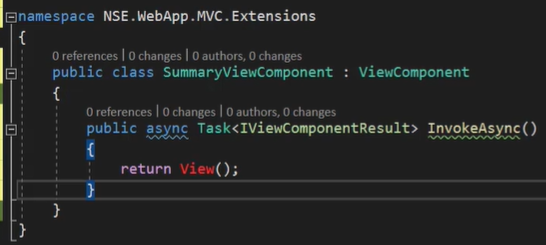 namespace NSE.WebApp.MVC.Extensions
{
0 references | 0 changes | 0 authors, 0 changes
public class SummaryViewComponent : ViewComponent
{
0 references | 0 changes | 0 authors, 0 changes
public async Task<IViewComponentResult> InvokeAsync()
{
return View();
}
}
}